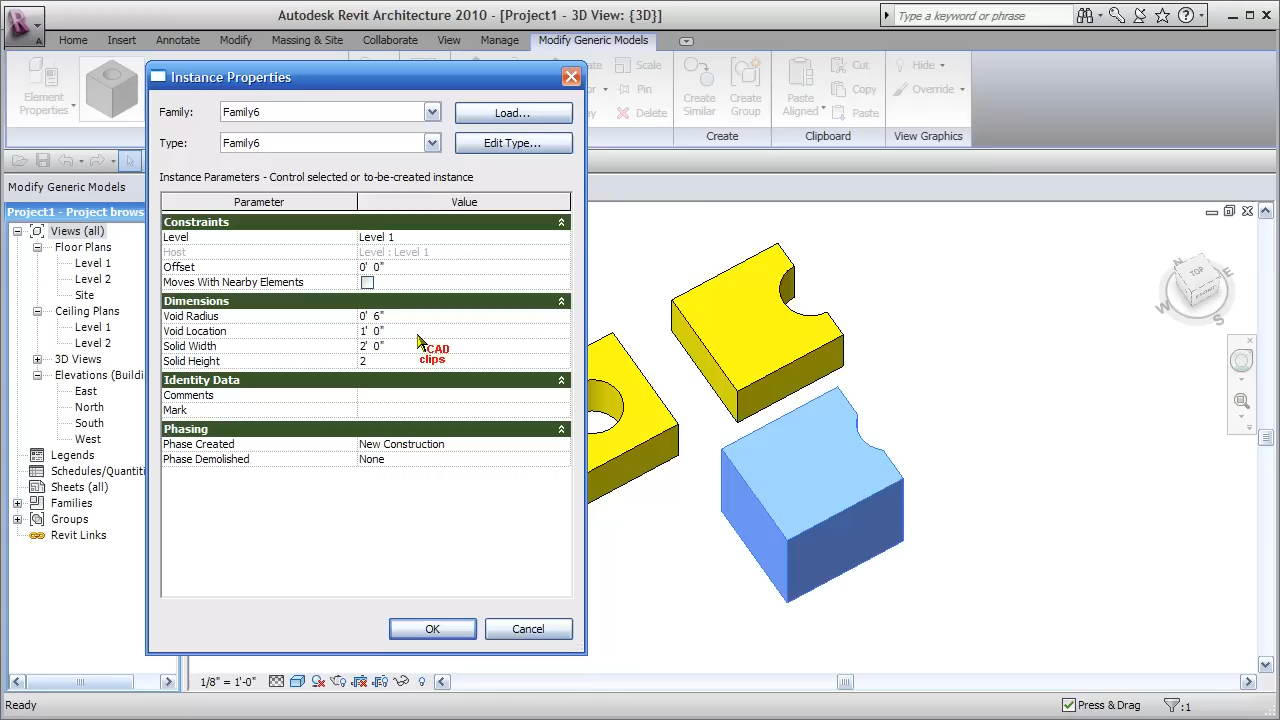 Autodesk Revit Architecture 2010 - [Project1 - 3D View: {3D}]
Type a keyword or phrase
Home Insert Annotate Modify Massing & Site Collaborate View Manage Modify Generic Models
Element Properties
Scale
Pin
Delete
Create Similar
Create Group
Create
Paste Aligned
Cut
Copy
Paste
Clipboard
Hide
Override
View Graphics
Modify Generic Models
Project1 - Project brows
Views (all)
Floor Plans
Level 1
Level 2
Site
Ceiling Plans
Level 1
Level 2
3D Views
Elevations (Buildin
East
North
South
West
Legends
Schedules/Quantiti
Sheets (all)
Families
Groups
Revit Links
Instance Properties
Family: Family6 Load...
Type: Family6 Edit Type...
Instance Parameters - Control selected or to-be-created instance
Parameter Value
Constraints
Level Level 1
Host Level : Level 1
Offset 0' 0"
Moves With Nearby Elements
Dimensions
Void Radius 0' 6"
Void Location 1' 0"
Solid Width 2' 0"
Solid Height 2
Identity Data
Comments
Mark
Phasing
Phase Created New Construction
Phase Demolished None
OK Cancel
CAD
clips
N
TOP
E
W
S
1/8" = 1'-0"
Ready
Press & Drag
:1